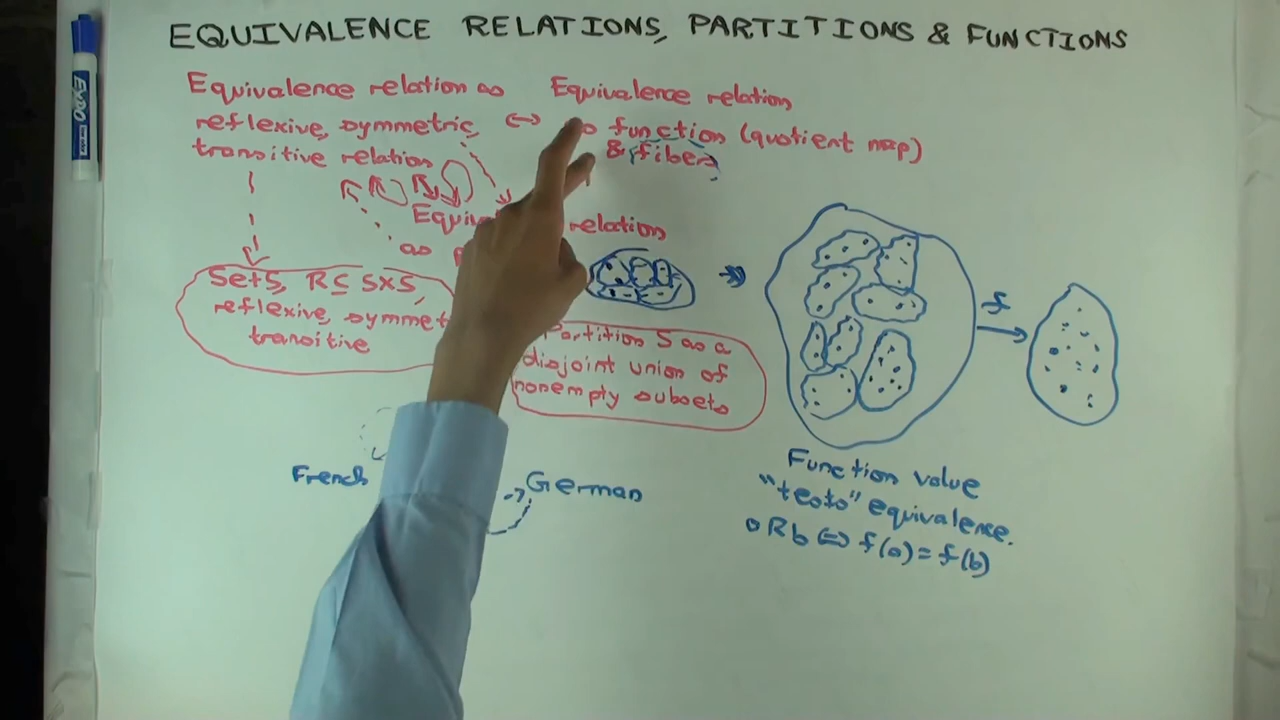 EQUIVALENCE RELATIONS, PARTITIONS & FUNCTIONS
EXPO
Equivalence relation as
reflexive, symmetric,
transitive relation
↔
Equivalence relation
function (quotient map)
& fibers
relation
as
Set S, R ⊆ S×S,
reflexive, symmet
transitive
Partition S as a
disjoint union of
nonempty subsets
f
French
German
Function value
"tests" equivalence.
aRb ⇔ f(a) = f(b)